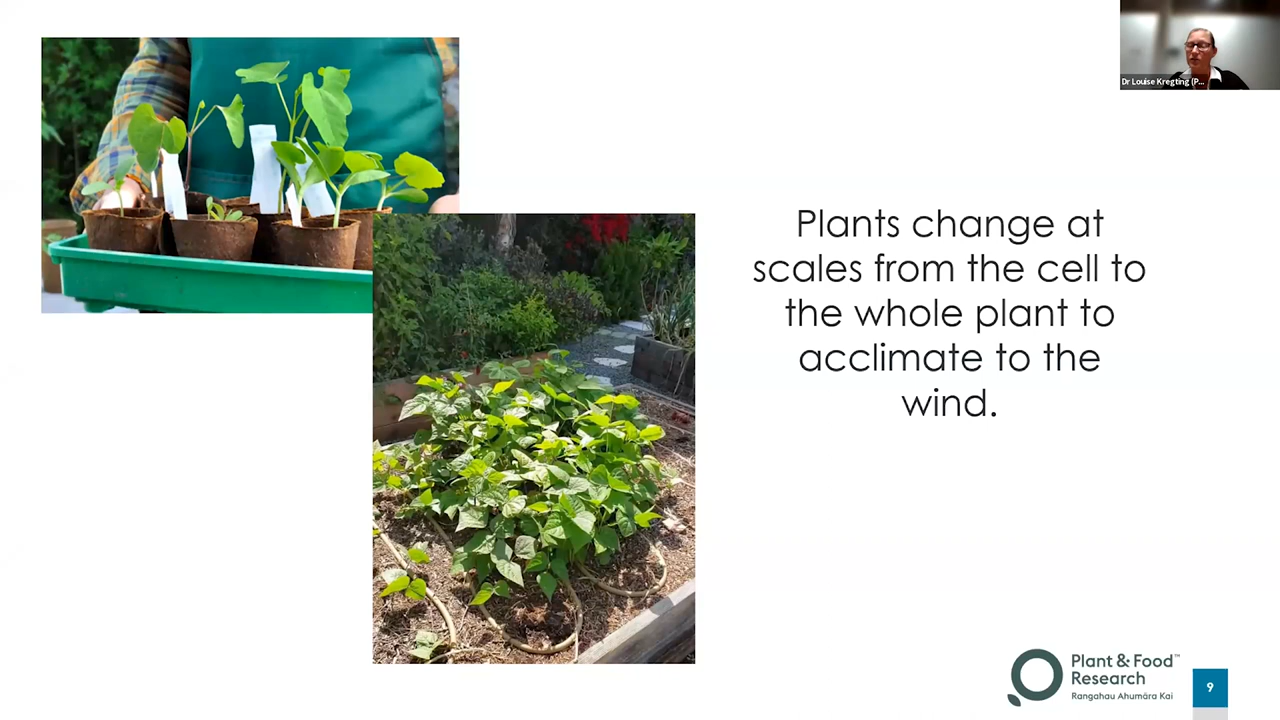 Dr Louise Kregting (P...
Plants change at
scales from the cell to
the whole plant to
acclimate to the
wind.
Plant & Food™
Research
Rangahau Ahumāra Kai
9